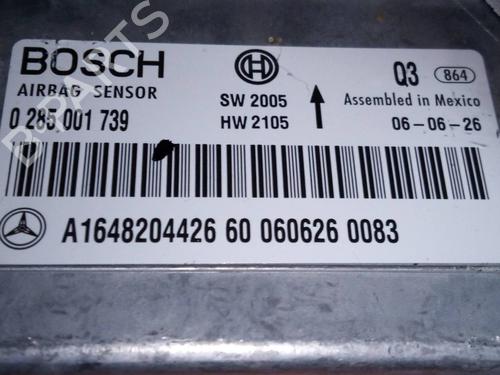 BOSCH
AIRBAG SENSOR
0 285 001 739
SW 2005
HW 2105
Q3 864
Assembled in Mexico
06-06-26
A1648204426 60 060626 0083
B-PARTS